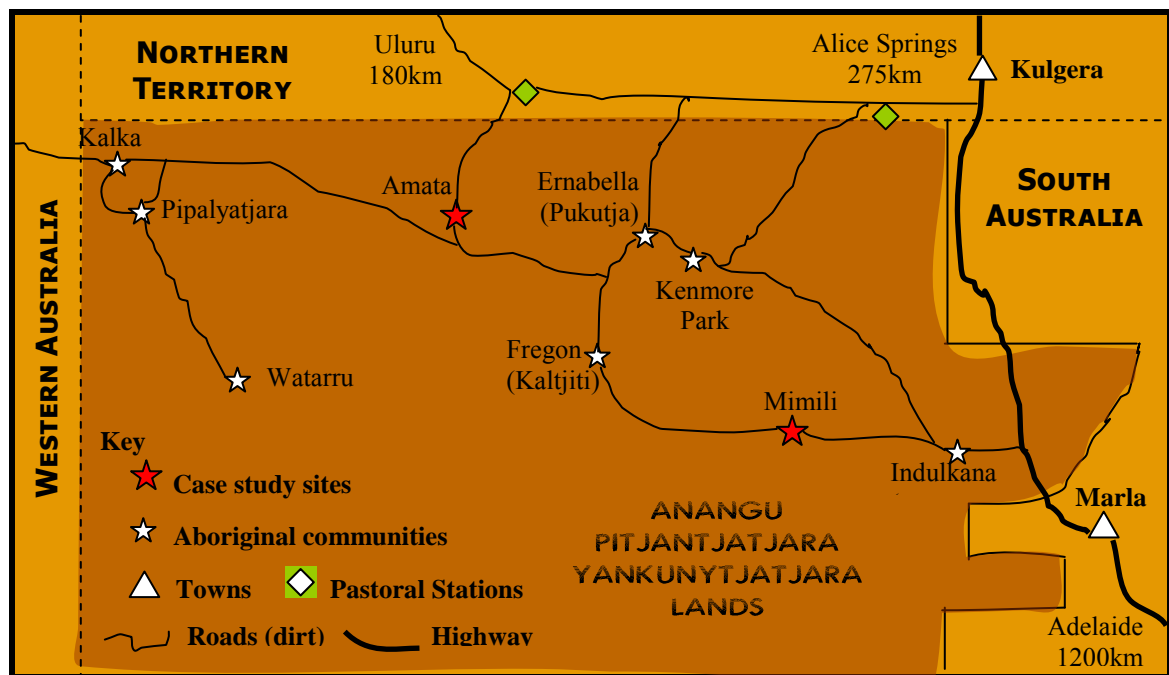 NORTHERN
TERRITORY
Uluru
180km
Alice Springs
275km
Kulgera
Kalka
Pipalyatjara
Amata
Ernabella
(Pukutja)
Kenmore
Park
SOUTH
AUSTRALIA
WESTERN AUSTRALIA
Watarru
Fregon
(Kaltjiti)
Mimili
Indulkana
Marla
Key
Case study sites
Aboriginal communities
Towns
Pastoral Stations
Roads (dirt)
Highway
ANANGU
PITJANTJATJARA
YANKUNYTJATJARA
LANDS
Adelaide
1200km